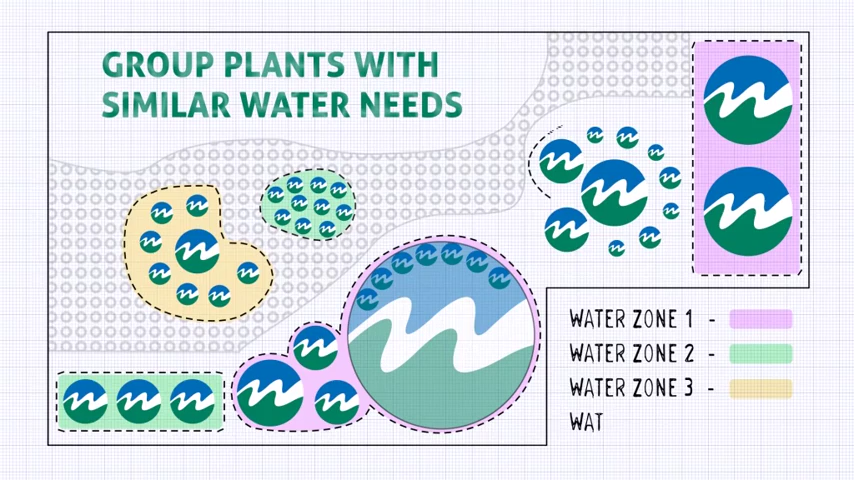 GROUP PLANTS WITH
SIMILAR WATER NEEDS
WATER ZONE 1 -
WATER ZONE 2 -
WATER ZONE 3 -
WAT